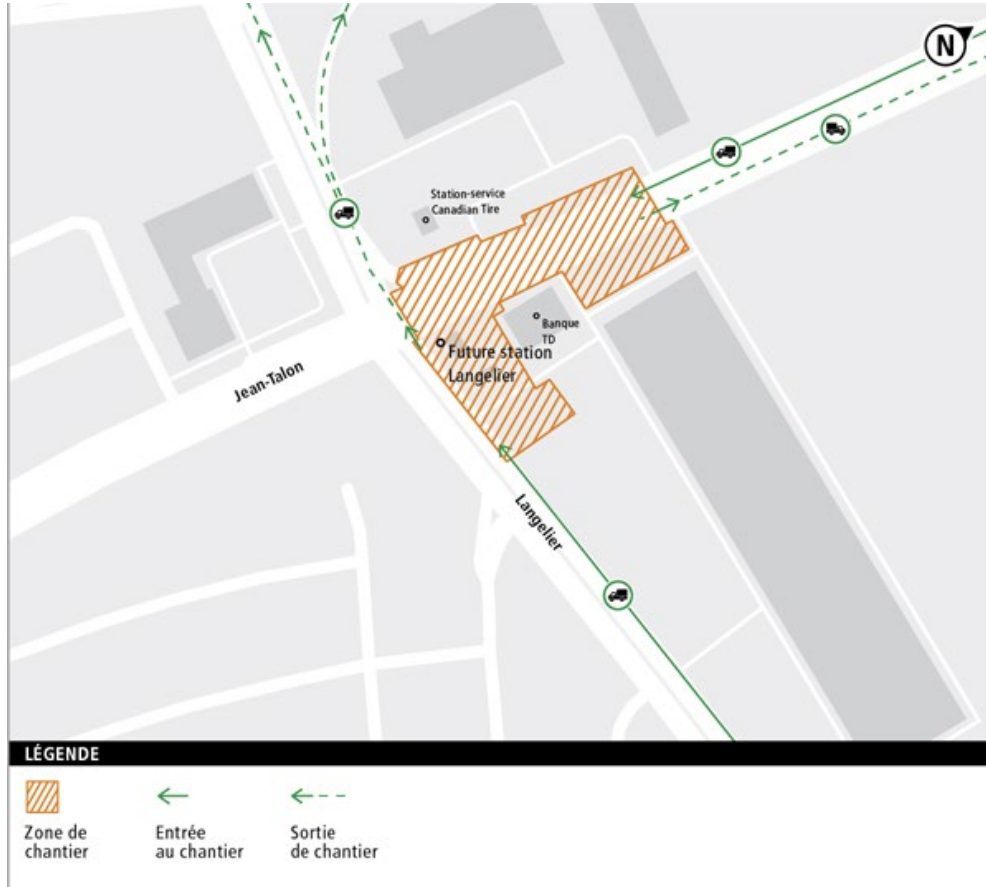 N
Station-service
Canadian Tire
Banque
TD
Future station
Langelier
Jean-Talon
Langelier
LÉGENDE
Zone de
chantier
Entrée
au chantier
Sortie
de chantier